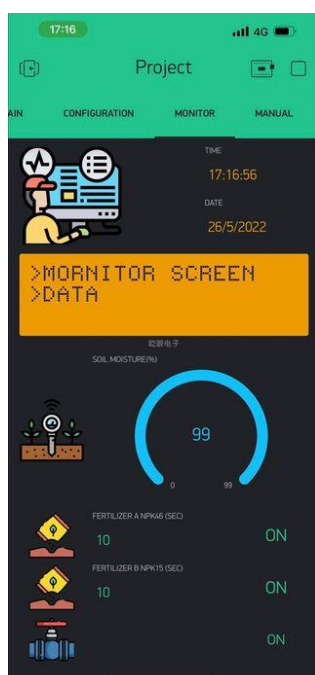 17:16
4G
Project
AIN CONFIGURATION MONITOR MANUAL
TIME
17:16:56
DATE
26/5/2022
>MORNITOR SCREEN
>DATA
SOIL MOISTURE(%)
99
0 99
FERTILIZER A NPK46 (SEC)
10 ON
FERTILIZER B NPK15 (SEC)
10 ON
ON